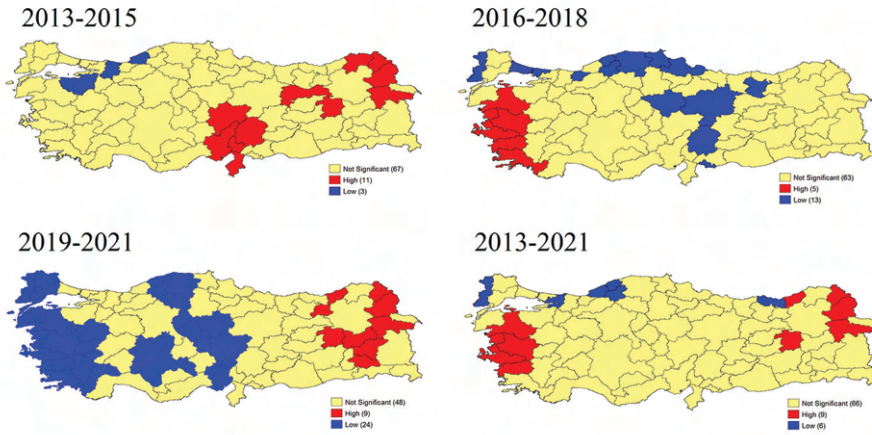 2013-2015
Not Significant (67)
High (11)
Low (3)
2016-2018
Not Significant (63)
High (5)
Low (13)
2019-2021
Not Significant (48)
High (9)
Low (24)
2013-2021
Not Significant (66)
High (9)
Low (6)